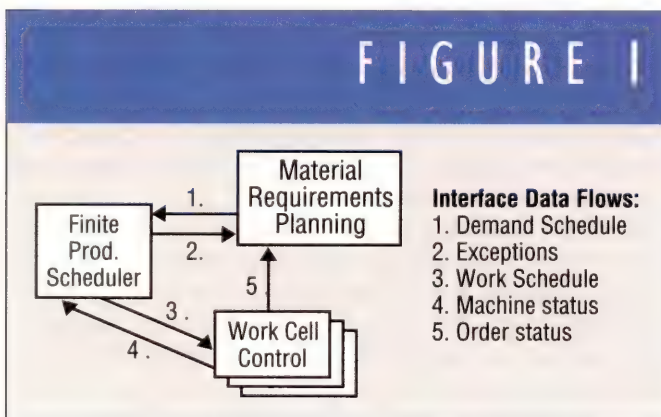 FIGURE I
Material
Requirements
Planning
1.
2.
Finite
Prod.
Scheduler
5.
3.
4.
Work Cell
Control
Interface Data Flows:
1. Demand Schedule
2. Exceptions
3. Work Schedule
4. Machine status
5. Order status